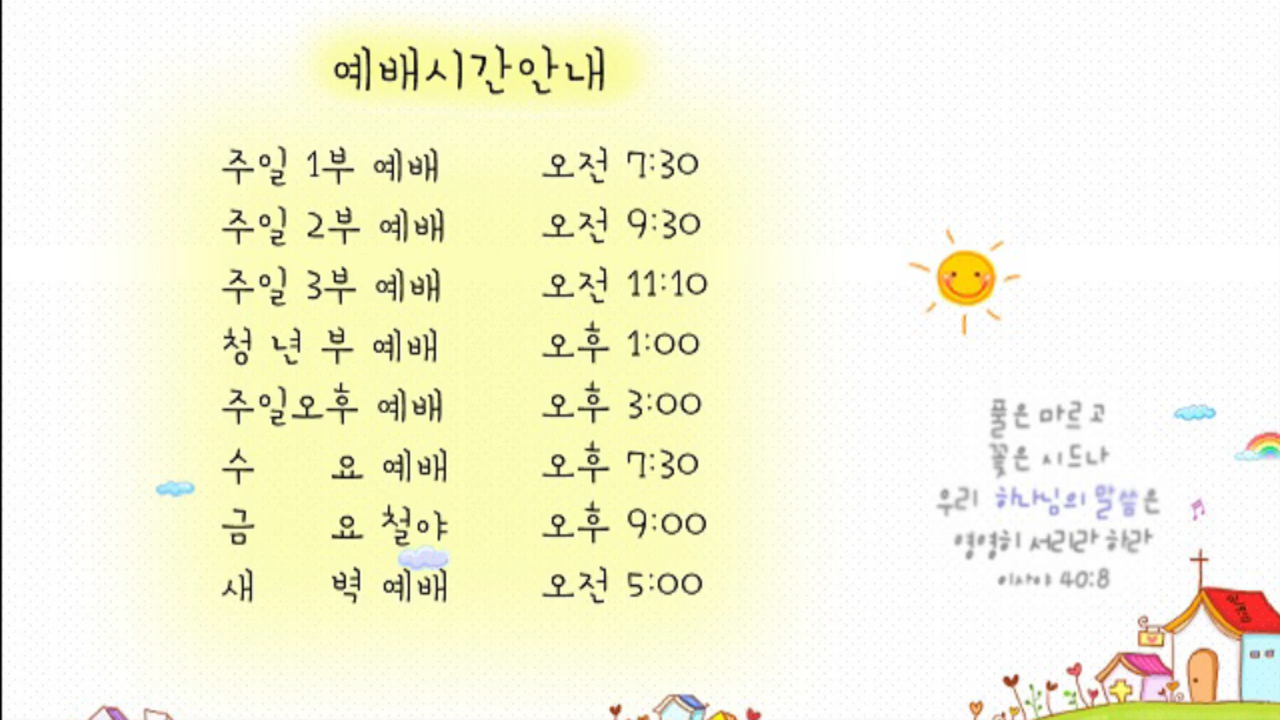 예배시간안내
주일 1부 예배 오전 7:30
주일 2부 예배 오전 9:30
주일 3부 예배 오전 11:10
청 년 부 예배 오후 1:00
주일오후 예배 오후 3:00
수 요 예배 오후 7:30
금 요 철야 오후 9:00
새 벽 예배 오전 5:00
풀은 마르고
꽃은 시드나
우리 하나님의 말씀은
영영히 서리라 하라
이사야 40:8